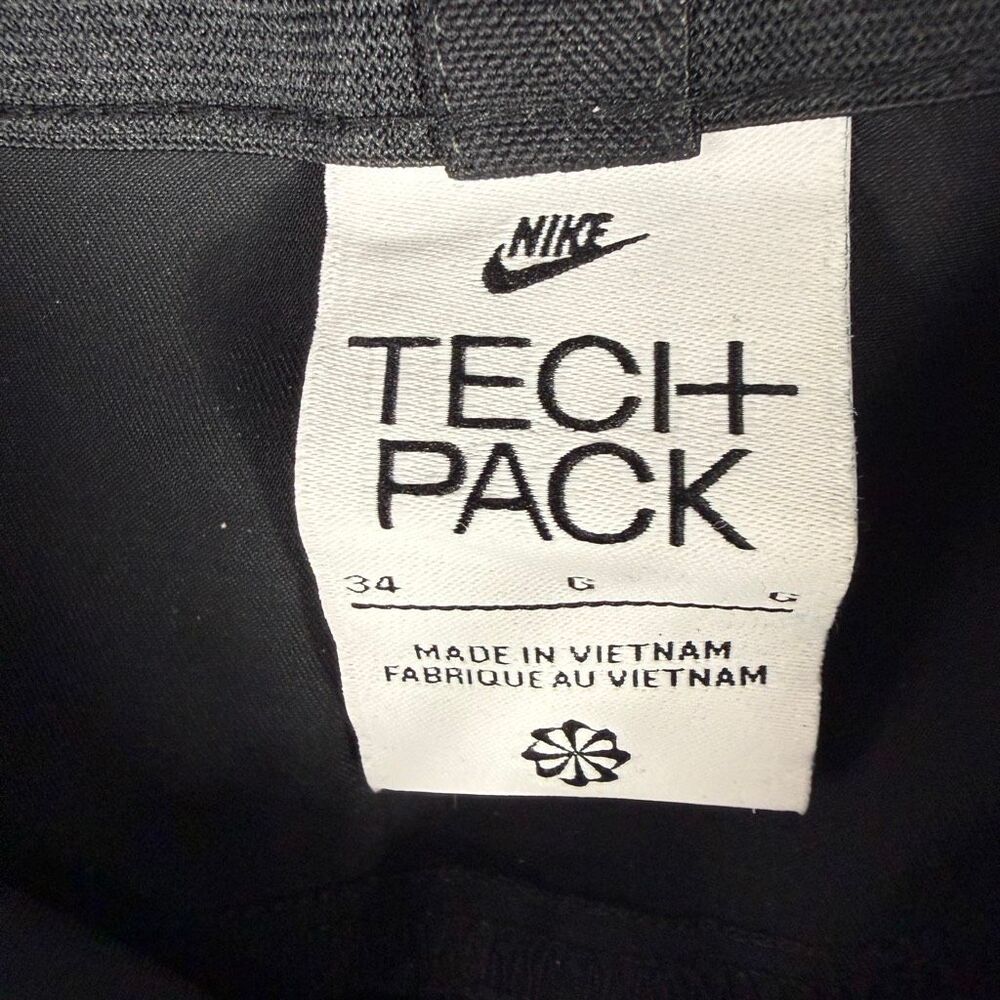 NIKE
TECH
PACK
34 G G
MADE IN VIETNAM
FABRIQUE AU VIETNAM